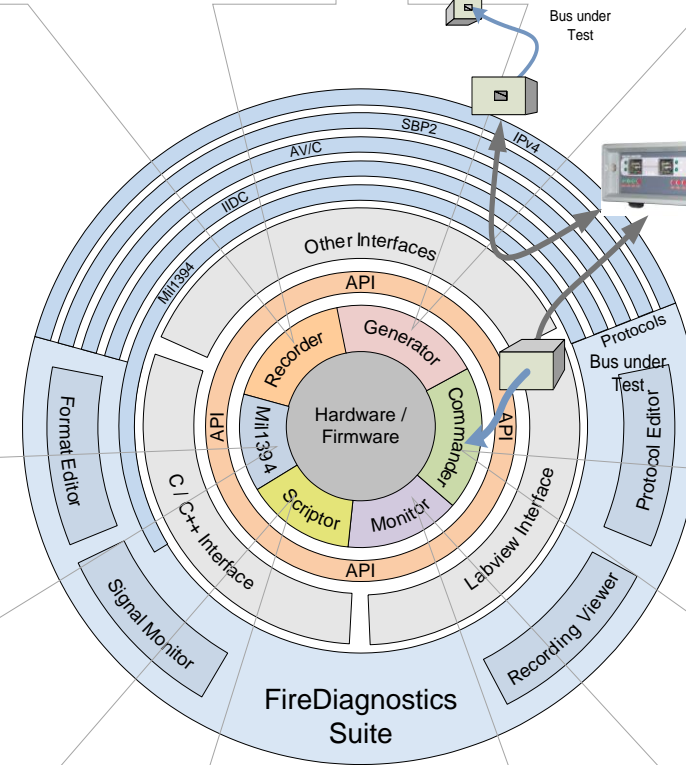 Bus under
Test
SBP2
IPv4
AV/C
IIDC
Mil1394
Other Interfaces
API
Protocols
Recorder
Generator
Bus under
Test
Hardware /
Firmware
Mil1394
Commander
API
API
Format Editor
Protocol Editor
Scriptor
Monitor
C / C++ Interface
Labview Interface
API
Signal Monitor
Recording Viewer
FireDiagnostics
Suite